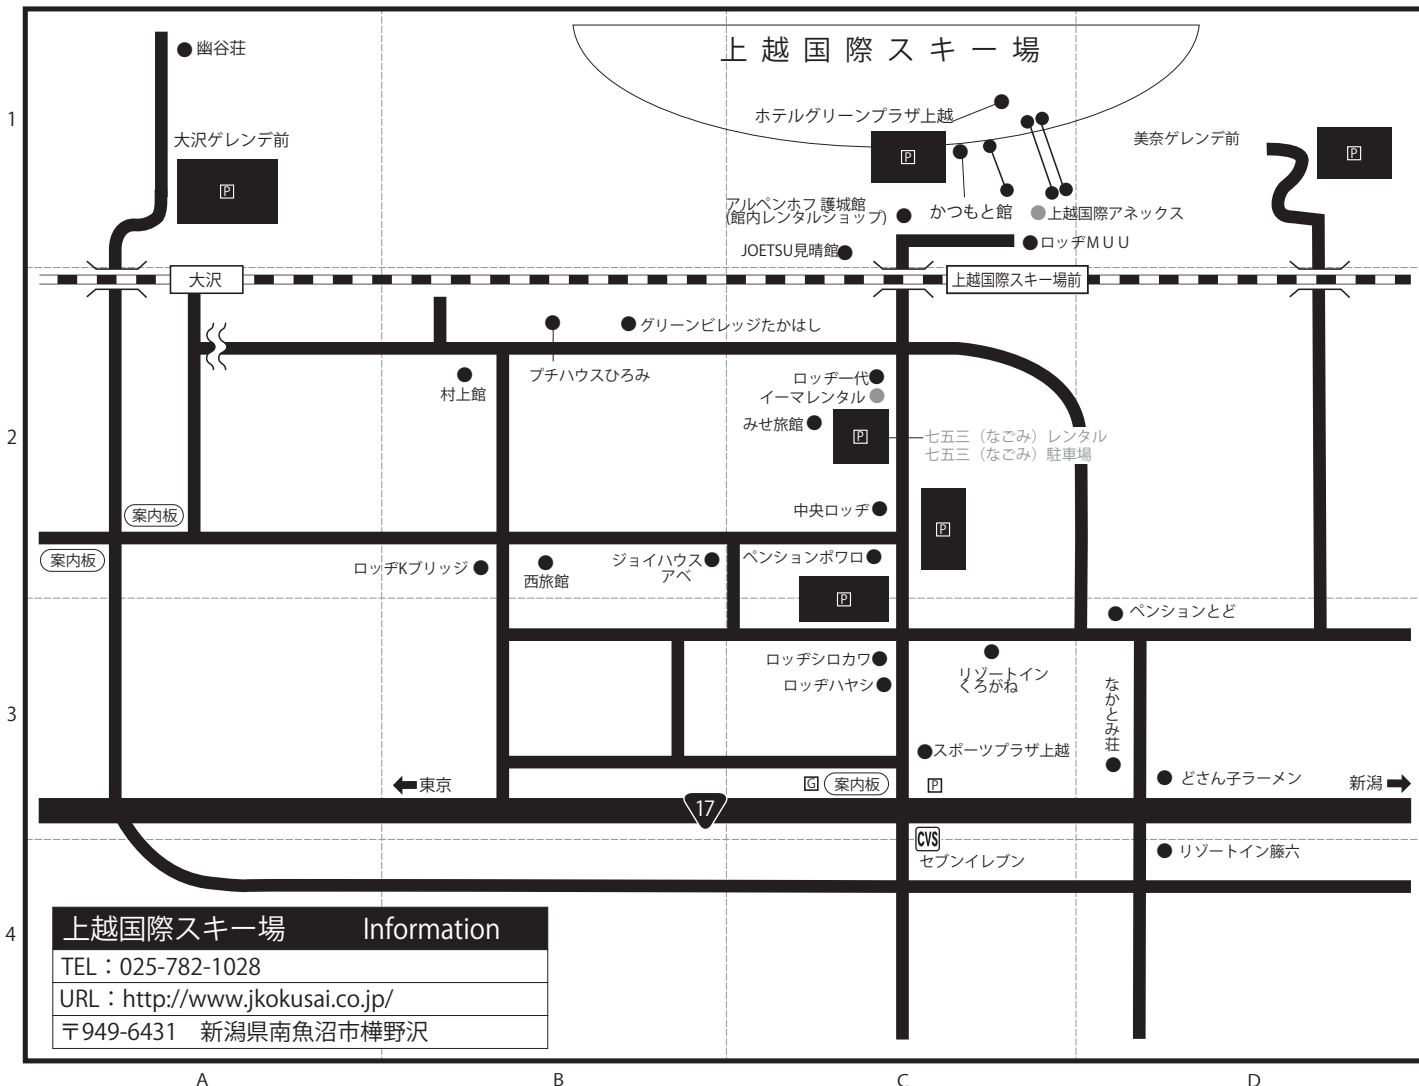 幽谷荘
上越国際スキー場
1
ホテルグリーンプラザ上越
大沢ゲレンデ前
美奈ゲレンデ前
P
P
P
アルペンホフ 護城館
(館内レンタルショップ)
かつもと館
上越国際アネックス
JOETSU見晴館
ロッヂMUU
大沢
上越国際スキー場前
グリーンビレッジたかはし
プチハウスひろみ
村上館
ロッヂ一代
イーマレンタル
みせ旅館
2
P
七五三（なごみ）レンタル
七五三（なごみ）駐車場
案内板
中央ロッヂ
P
案内板
ロッヂKブリッジ
西旅館
ジョイハウス
アベ
ペンションポワロ
P
ペンションとど
ロッヂシロカワ
ロッヂハヤシ
リゾートイン
くろがね
なかとみ荘
3
スポーツプラザ上越
東京
G
案内板
P
どさん子ラーメン
新潟
17
CVS
セブンイレブン
リゾートイン籐六
4
上越国際スキー場 Information
TEL：025-782-1028
URL：http://www.jkokusai.co.jp/
〒949-6431 新潟県南魚沼市樺野沢
A B C D